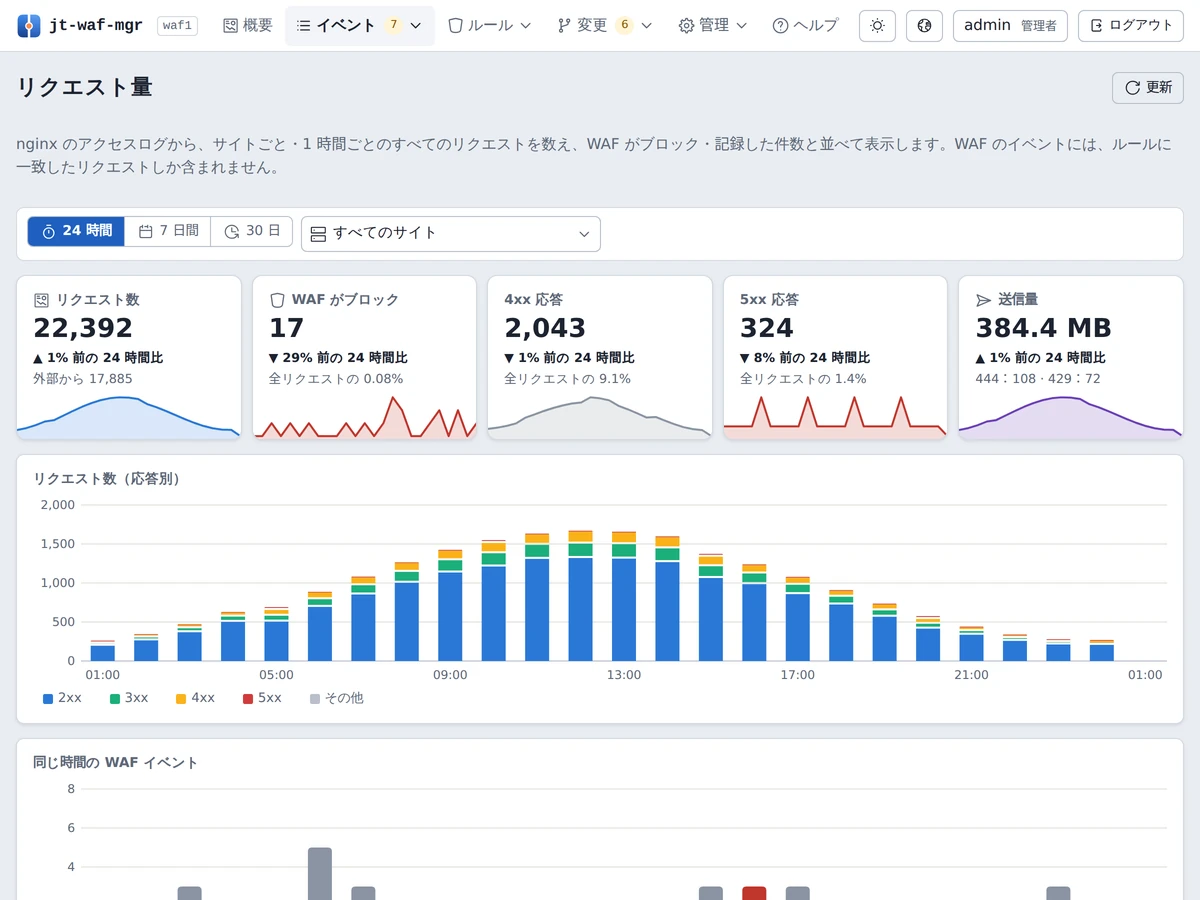 jt-waf-mgr waf1 概要 イベント 7 ルール 変更 6 管理 ヘルプ admin 管理者 ログアウト
リクエスト量
更新
nginx のアクセスログから、サイトごと・1 時間ごとのすべてのリクエストを数え、WAF がブロック・記録した件数と並べて表示します。WAF のイベントには、ルールに
一致したリクエストしか含まれません。
24 時間 7 日間 30 日 すべてのサイト
リクエスト数
22,392
▲ 1% 前の 24 時間比
外部から 17,885
WAF がブロック
17
▼ 29% 前の 24 時間比
全リクエストの 0.08%
4xx 応答
2,043
▼ 1% 前の 24 時間比
全リクエストの 9.1%
5xx 応答
324
▼ 8% 前の 24 時間比
全リクエストの 1.4%
送信量
384.4 MB
▲ 1% 前の 24 時間比
444：108 · 429：72
リクエスト数（応答別）
2,000
1,500
1,000
500
0
01:00 05:00 09:00 13:00 17:00 21:00 01:00
2xx 3xx 4xx 5xx その他
同じ時間の WAF イベント
8
6
4